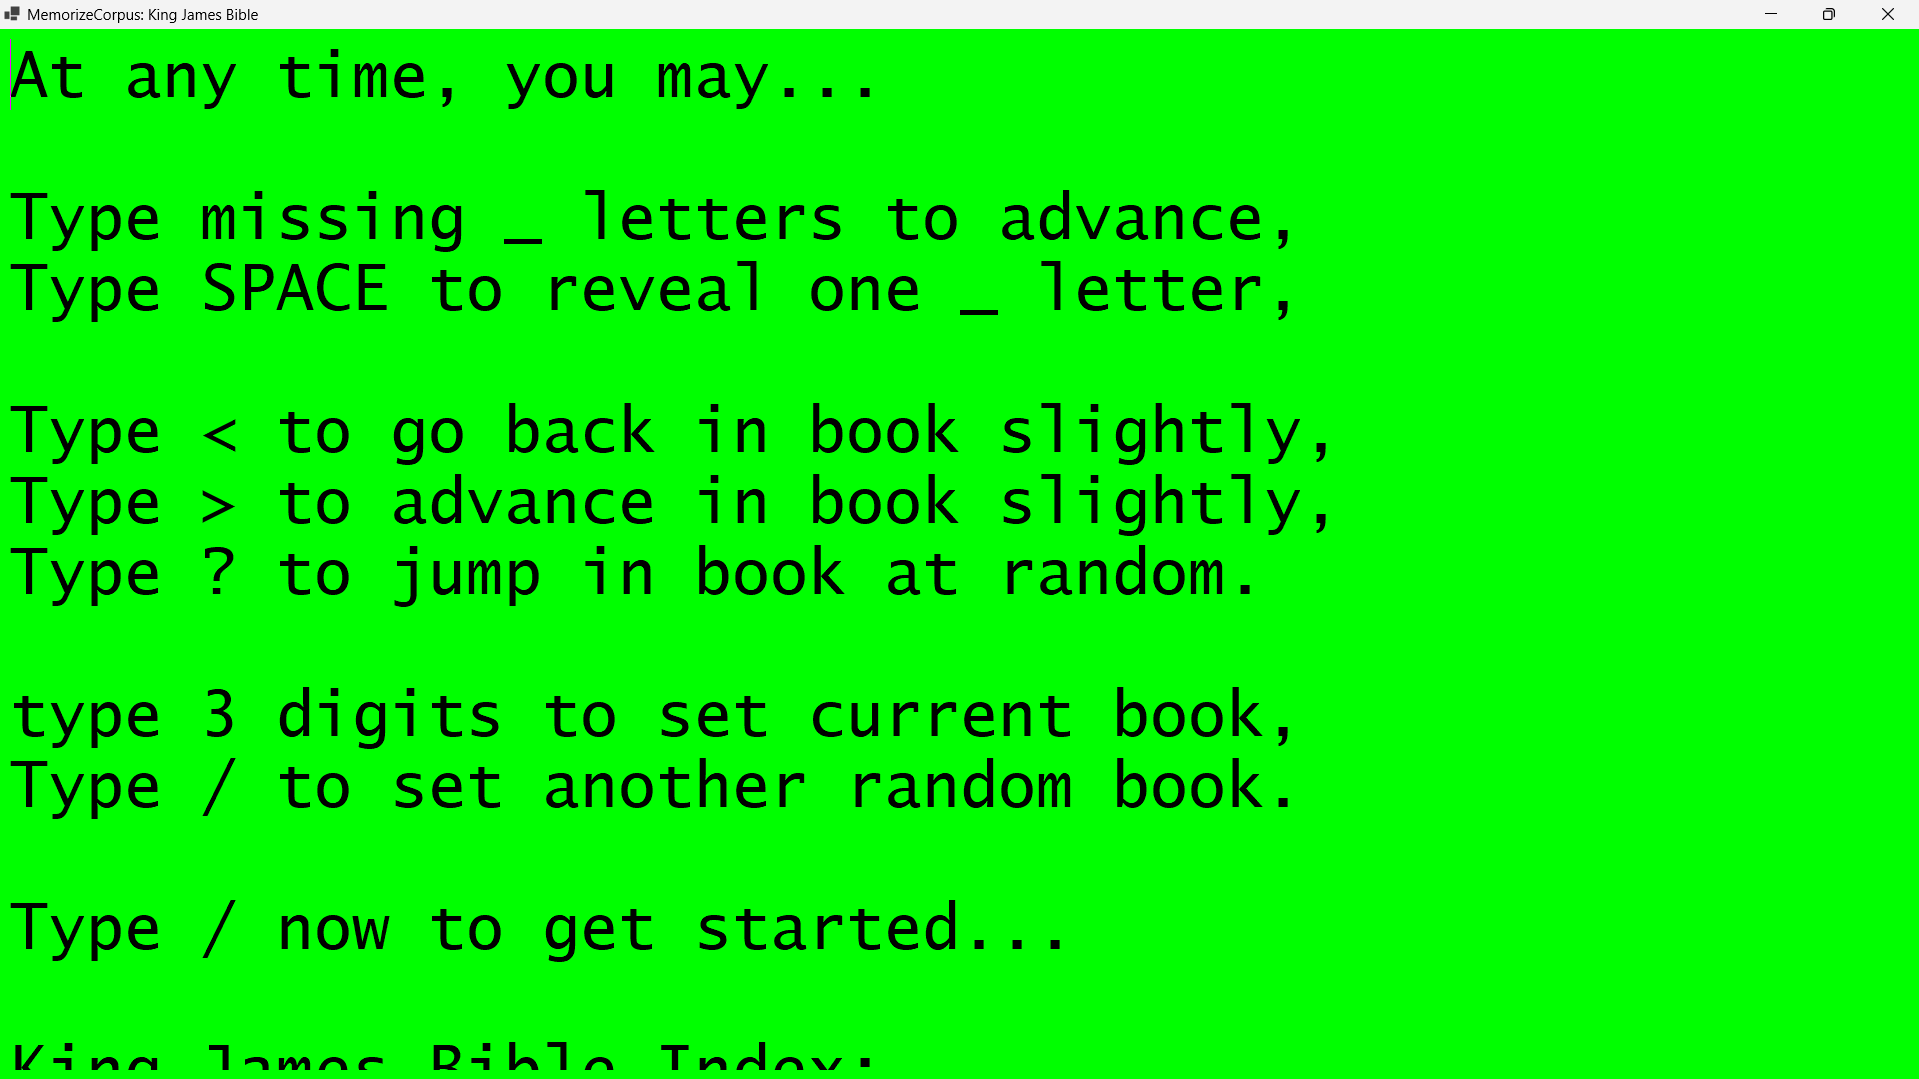 MemorizeCorpus: King James Bible
At any time, you may...
Type missing _ letters to advance,
Type SPACE to reveal one _ letter,
Type < to go back in book slightly,
Type > to advance in book slightly,
Type ? to jump in book at random.
type 3 digits to set current book,
Type / to set another random book.
Type / now to get started...
King James Bible Index: